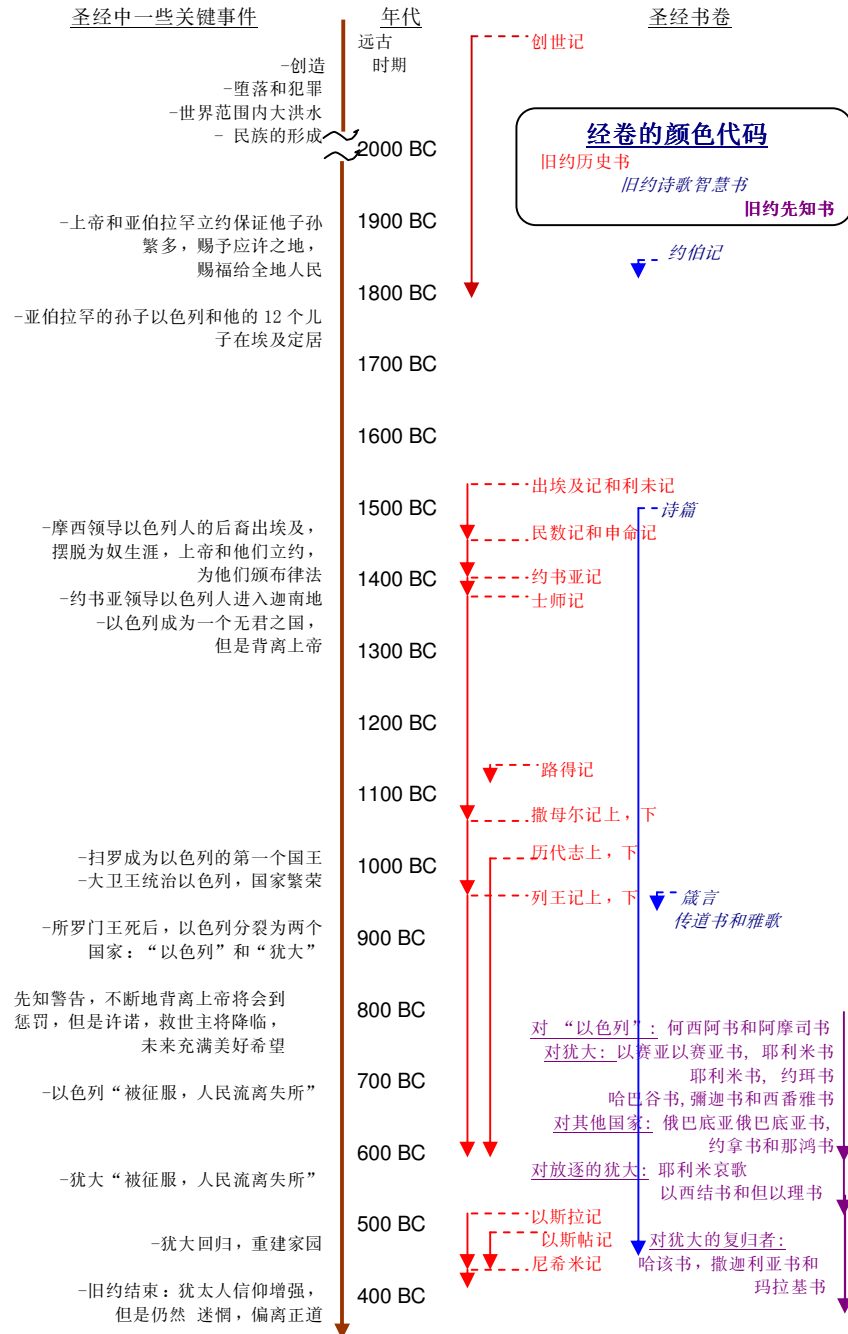 圣经中一些关键事件
年代
圣经书卷
远古
时期
-创造
-堕落和犯罪
-世界范围内大洪水
- 民族的形成
-上帝和亚伯拉罕立约保证他子孙
繁多，赐予应许之地，
赐福给全地人民
-亚伯拉罕的孙子以色列和他的 12 个儿
子在埃及定居
-摩西领导以色列人的后裔出埃及，
摆脱为奴生涯，上帝和他们立约，
为他们颁布律法
-约书亚领导以色列人进入迦南地
-以色列成为一个无君之国，
但是背离上帝
-扫罗成为以色列的第一个国王
-大卫王统治以色列，国家繁荣
-所罗门王死后，以色列分裂为两个
国家：“以色列”和“犹大”
先知警告，不断地背离上帝将会到
惩罚，但是许诺，救世主将降临，
未来充满美好希望
-以色列“被征服，人民流离失所”
-犹大“被征服，人民流离失所”
-犹大回归，重建家园
-旧约结束：犹太人信仰增强，
但是仍然 迷惘，偏离正道
2000 BC
1900 BC
1800 BC
1700 BC
1600 BC
1500 BC
1400 BC
1300 BC
1200 BC
1100 BC
1000 BC
900 BC
800 BC
700 BC
600 BC
500 BC
400 BC
创世记
经卷的颜色代码
旧约历史书
旧约诗歌智慧书
旧约先知书
约伯记
出埃及记和利未记
诗篇
民数记和申命记
约书亚记
士师记
路得记
撒母尔记上，下
历代志上，下
列王记上，下
箴言
传道书和雅歌
对 “以色列”： 何西阿书和阿摩司书
对犹大： 以赛亚以赛亚书， 耶利米书
耶利米书， 约珥书
哈巴谷书,彌迦书和西番雅书
对其他国家： 俄巴底亚俄巴底亚书,
约拿书和那鸿书
对放逐的犹大： 耶利米哀歌
以西结书和但以理书
以斯拉记
以斯帖记
尼希米记
对犹大的复归者：
哈该书，撒迦利亚书和
玛拉基书